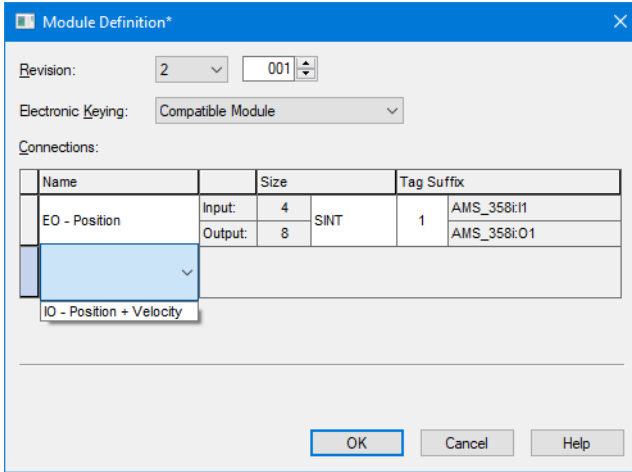 Module Definition*
Revision: 2 001
Electronic Keying: Compatible Module
Connections:
Name Size Tag Suffix
EO - Position Input: 4 SINT 1 AMS_358i:I1
Output: 8 AMS_358i:O1
IO - Position + Velocity
OK Cancel Help